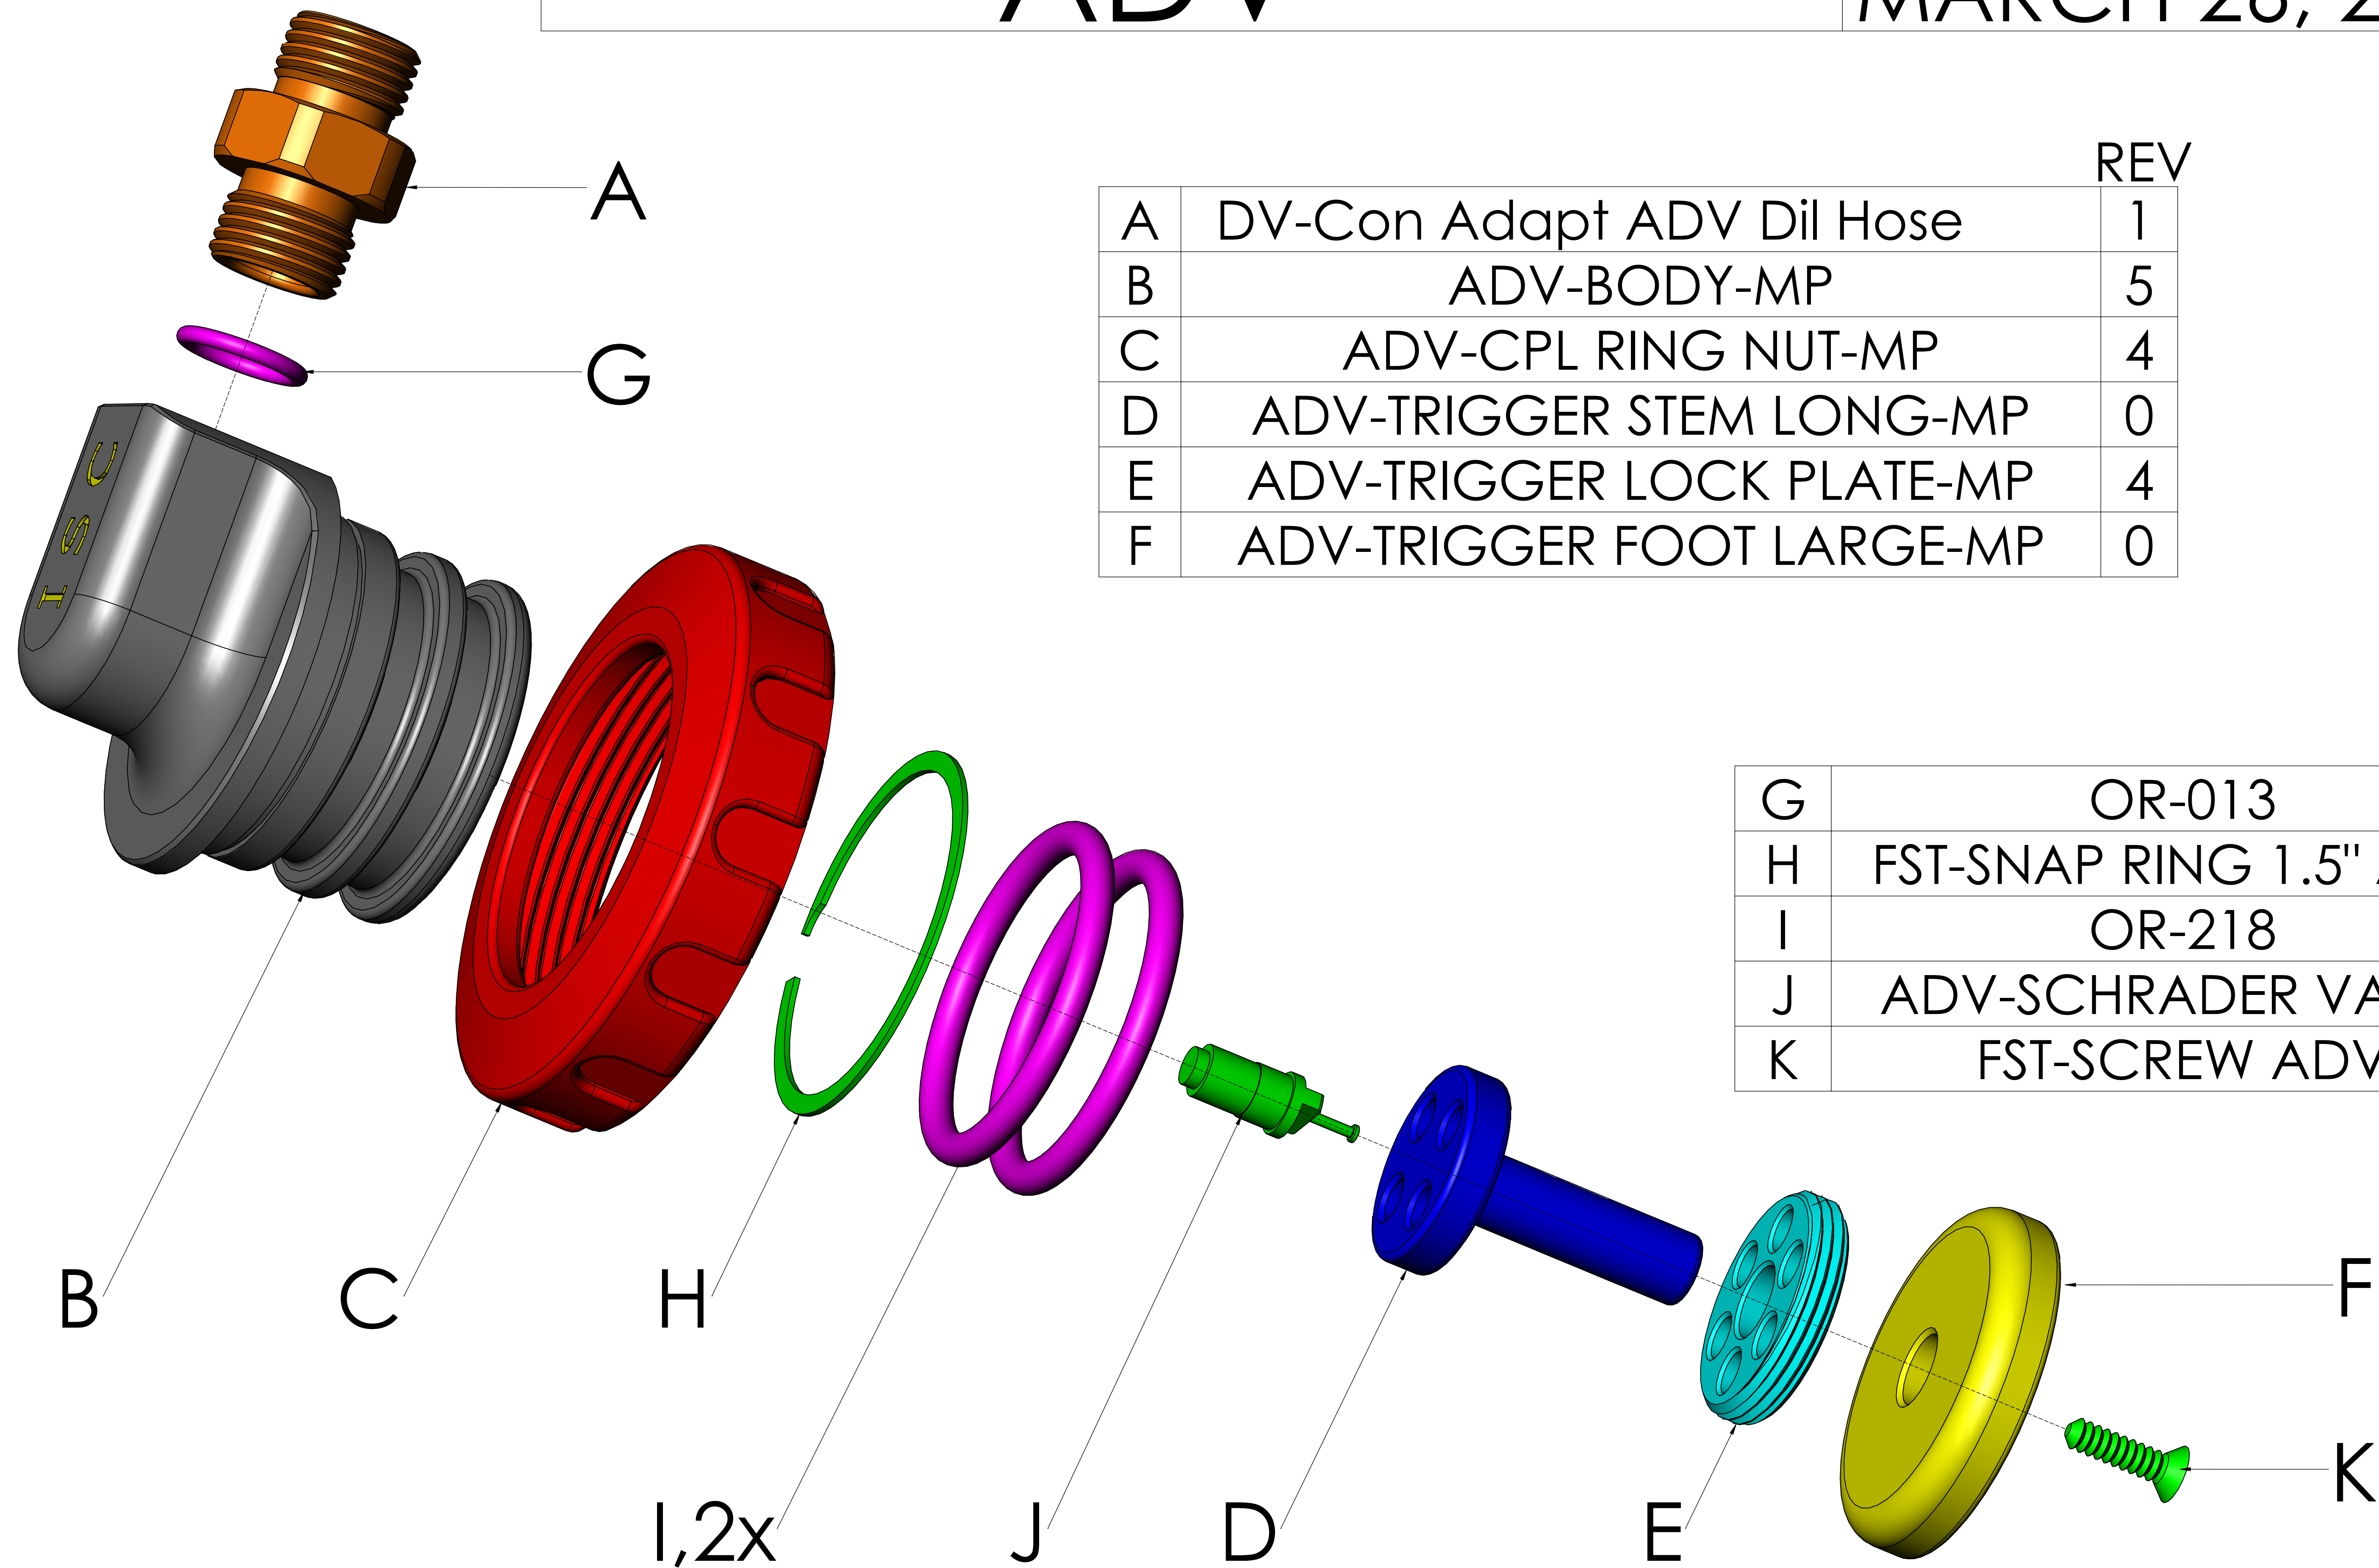 ADV
MARCH 28, 2
REV
A DV-Con Adapt ADV Dil Hose 1
B ADV-BODY-MP 5
C ADV-CPL RING NUT-MP 4
D ADV-TRIGGER STEM LONG-MP 0
E ADV-TRIGGER LOCK PLATE-MP 4
F ADV-TRIGGER FOOT LARGE-MP 0
G OR-013
H FST-SNAP RING 1.5"
I OR-218
J ADV-SCHRADER VA
K FST-SCREW ADV
A
G
I S C
B
C
H
F
K
I,2x
J
D
E